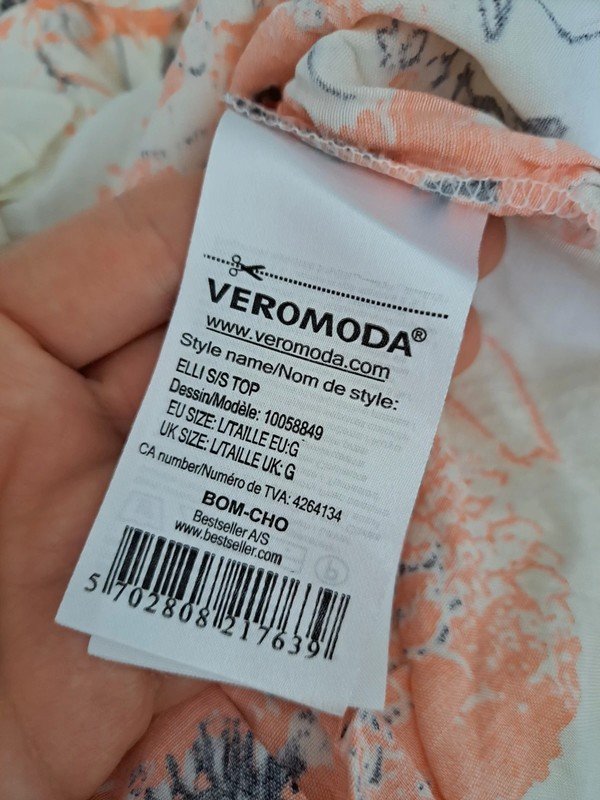 VEROMODA®
www.veromoda.com
Style name/Nom de style:
ELLI S/S TOP
Dessin/Modèle: 10058849
EU SIZE: L/TAILLE EU:G
UK SIZE: L/TAILLE UK: G
CA number/Numéro de TVA: 4264134
BOM-CHO
Bestseller A/S
www.bestseller.com
5 702808 217639